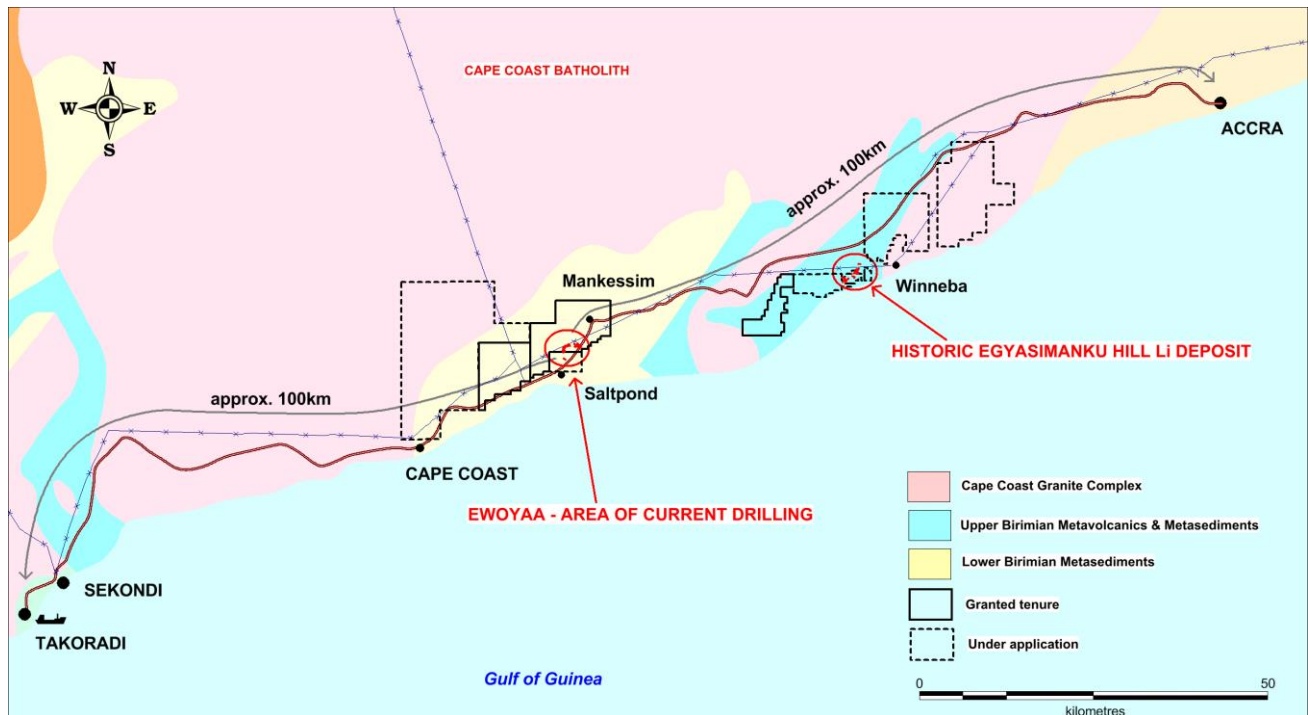 CAPE COAST BATHOLITH
N
W
E
S
ACCRA
approx. 100km
Mankessim
Winneba
HISTORIC EGYASIMANKU HILL Li DEPOSIT
Saltpond
approx. 100km
CAPE COAST
EWOYAA - AREA OF CURRENT DRILLING
Cape Coast Granite Complex
Upper Birimian Metavolcanics & Metasediments
Lower Birimian Metasediments
Granted tenure
Under application
SEKONDI
TAKORADI
Gulf of Guinea
0
50
kilometres